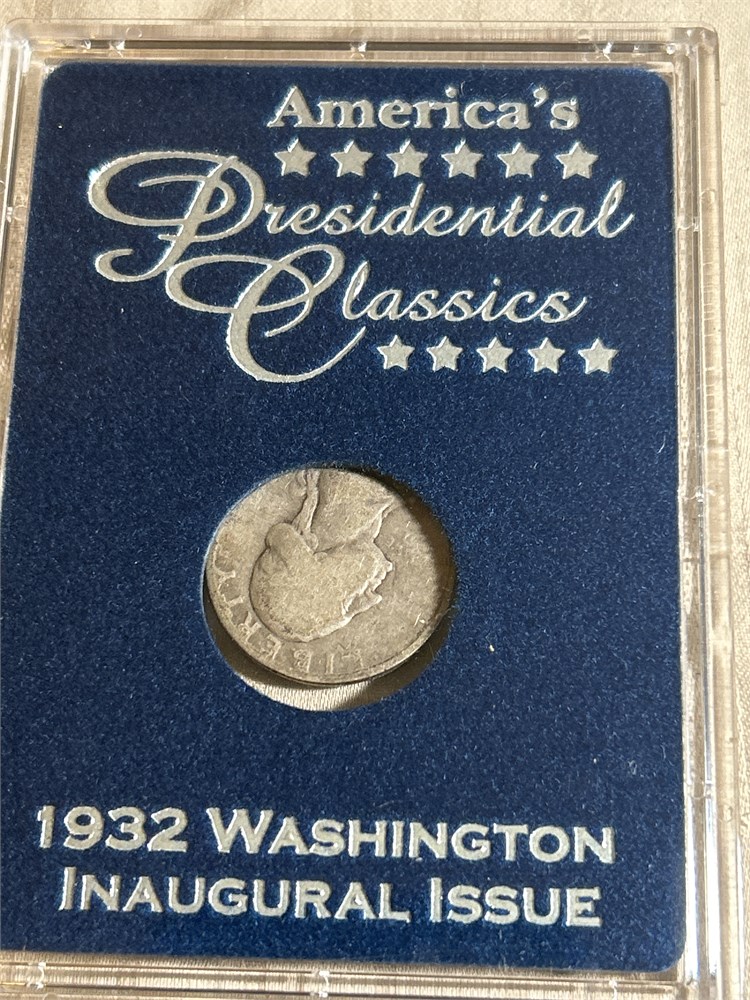 America's
Presidential
Classics
LIBERTY
1932 WASHINGTON
INAUGURAL ISSUE